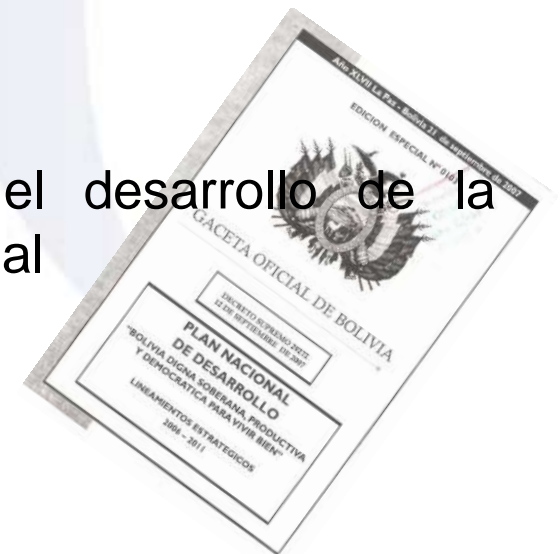 el desarrollo de la
al
Año XLVII La Paz - Bolivia 21 de septiembre de 2007
EDICION ESPECIAL Nº
GACETA OFICIAL DE BOLIVIA
DECRETO SUPREMO 29272
12 DE SEPTIEMBRE DE 2007
PLAN NACIONAL
DE DESARROLLO
"BOLIVIA DIGNA SOBERANA, PRODUCTIVA
Y DEMOCRATICA PARA VIVIR BIEN"
LINEAMIENTOS ESTRATEGICOS
2006 - 2011